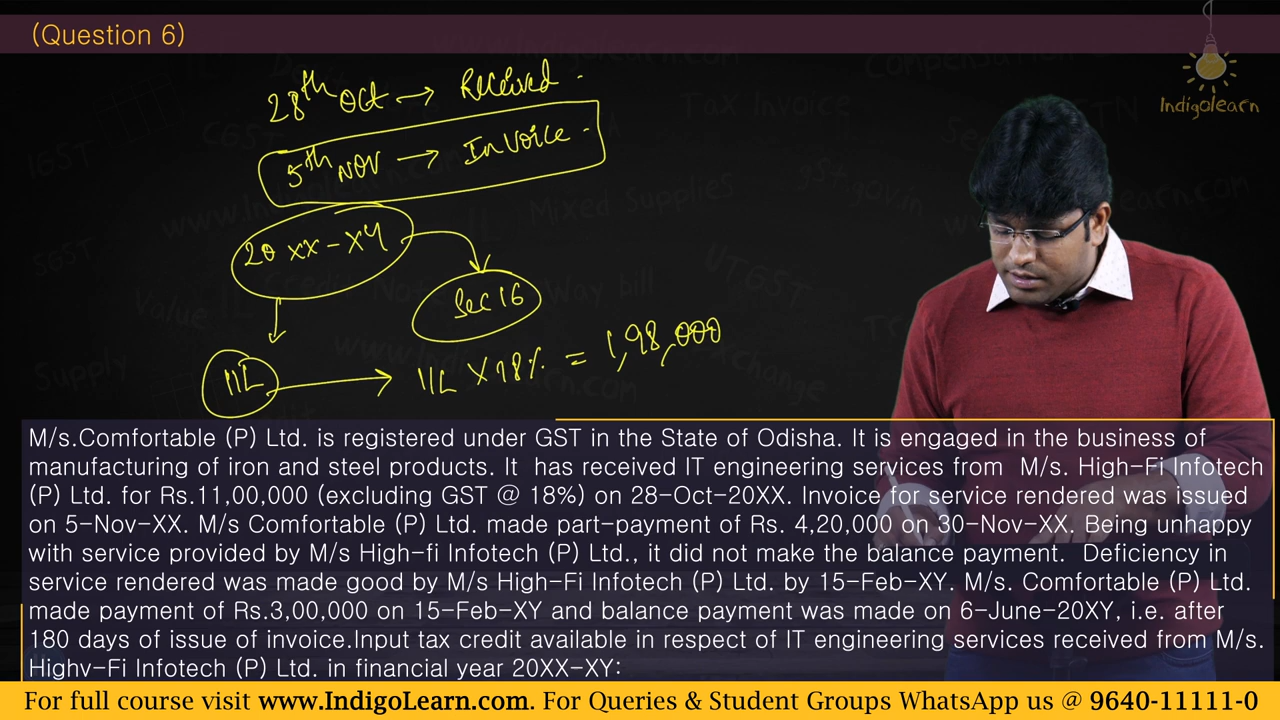 (Question 6)
Indigolearn
28th Oct → Received.
5th NOV → Invoice.
20XX-XY
Sec 16
11L → 11L X 18% = 1,98,000
M/s.Comfortable (P) Ltd. is registered under GST in the State of Odisha. It is engaged in the business of
manufacturing of iron and steel products. It has received IT engineering services from M/s. High-Fi Infotech
(P) Ltd. for Rs.11,00,000 (excluding GST @ 18%) on 28-Oct-20XX. Invoice for service rendered was issued
on 5-Nov-XX. M/s Comfortable (P) Ltd. made part-payment of Rs. 4,20,000 on 30-Nov-XX. Being unhappy
with service provided by M/s High-fi Infotech (P) Ltd., it did not make the balance payment. Deficiency in
service rendered was made good by M/s High-Fi Infotech (P) Ltd. by 15-Feb-XY. M/s. Comfortable (P) Ltd.
made payment of Rs.3,00,000 on 15-Feb-XY and balance payment was made on 6-June-20XY, i.e. after
180 days of issue of invoice.Input tax credit available in respect of IT engineering services received from M/s.
Highv-Fi Infotech (P) Ltd. in financial year 20XX-XY:
For full course visit www.IndigoLearn.com. For Queries & Student Groups WhatsApp us @ 9640-11111-0